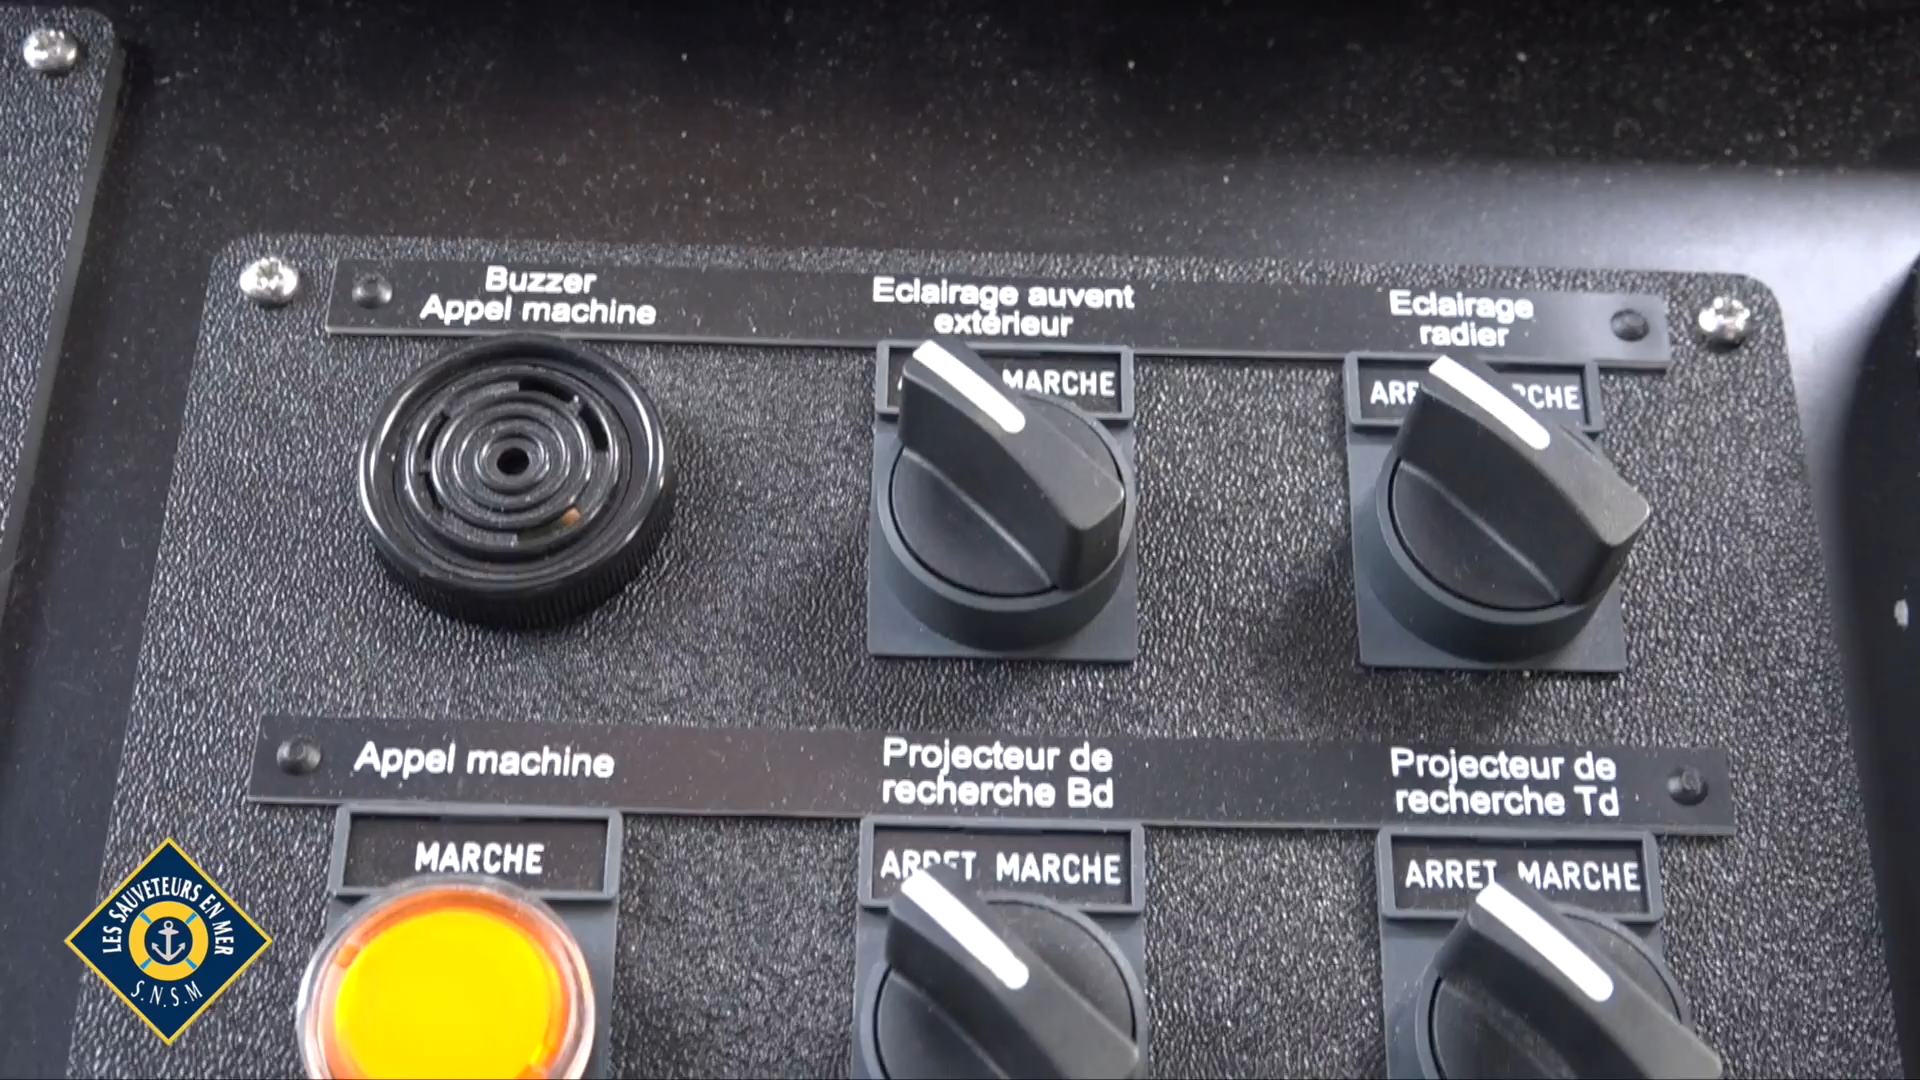 Buzzer
Appel machine
Eclairage auvent
extérieur
Eclairage
radier
MARCHE
Appel machine
Projecteur de
recherche Bd
Projecteur de
recherche Td
MARCHE
ARRET MARCHE
ARRET MARCHE
LES SAUVETEURS EN MER
S.N.S.M